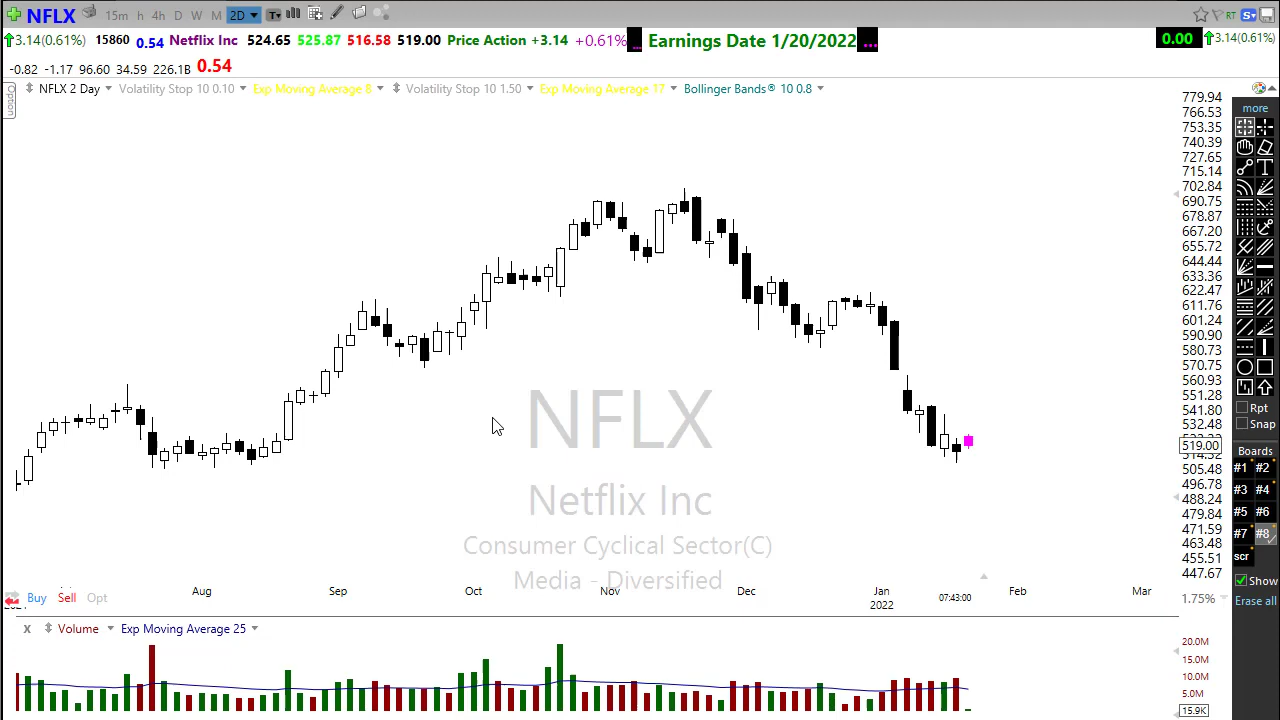 NFLX 15m h 4h D W M 2D T
RT S
3.14(0.61%) 15860 0.54 Netflix Inc 524.65 525.87 516.58 519.00 Price Action +3.14 +0.61% ... Earnings Date 1/20/2022 ... 0.00 3.14(0.61%)
-0.82 -1.17 96.60 34.59 226.1B 0.54
Option
NFLX 2 Day Volatility Stop 10 0.10 Exp Moving Average 8 Volatility Stop 10 1.50 Exp Moving Average 17 Bollinger Bands® 10 0.8
779.94
766.53
753.35
740.39
727.65
715.14
702.84
690.75
678.87
667.20
655.72
644.44
633.36
622.47
611.76
601.24
590.90
580.73
570.75
560.93
551.28
541.80
532.48
519.00
505.48
496.78
488.24
479.84
471.59
463.48
455.51
447.67
more
T
Rpt
Snap
Boards
#1 #2
#3 #4
#5 #6
#7 #8
scr
Show
Erase all
NFLX
Netflix Inc
Consumer Cyclical Sector(C)
Media - Diversified
Aug Sep Oct Nov Dec Jan Feb Mar
2022 07:43:00
Buy Sell Opt
1.75%
x Volume Exp Moving Average 25
20.0M
15.0M
10.0M
5.0M
15.9K